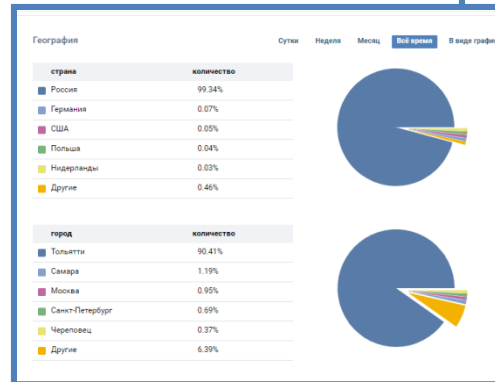 География Сутки Неделя Месяц Всё время В виде графи
страна количество
Россия 99.34%
Германия 0.07%
США 0.05%
Польша 0.04%
Нидерланды 0.03%
Другие 0.46%
город количество
Тольятти 90.41%
Самара 1.19%
Москва 0.95%
Санкт-Петербург 0.69%
Череповец 0.37%
Другие 6.39%